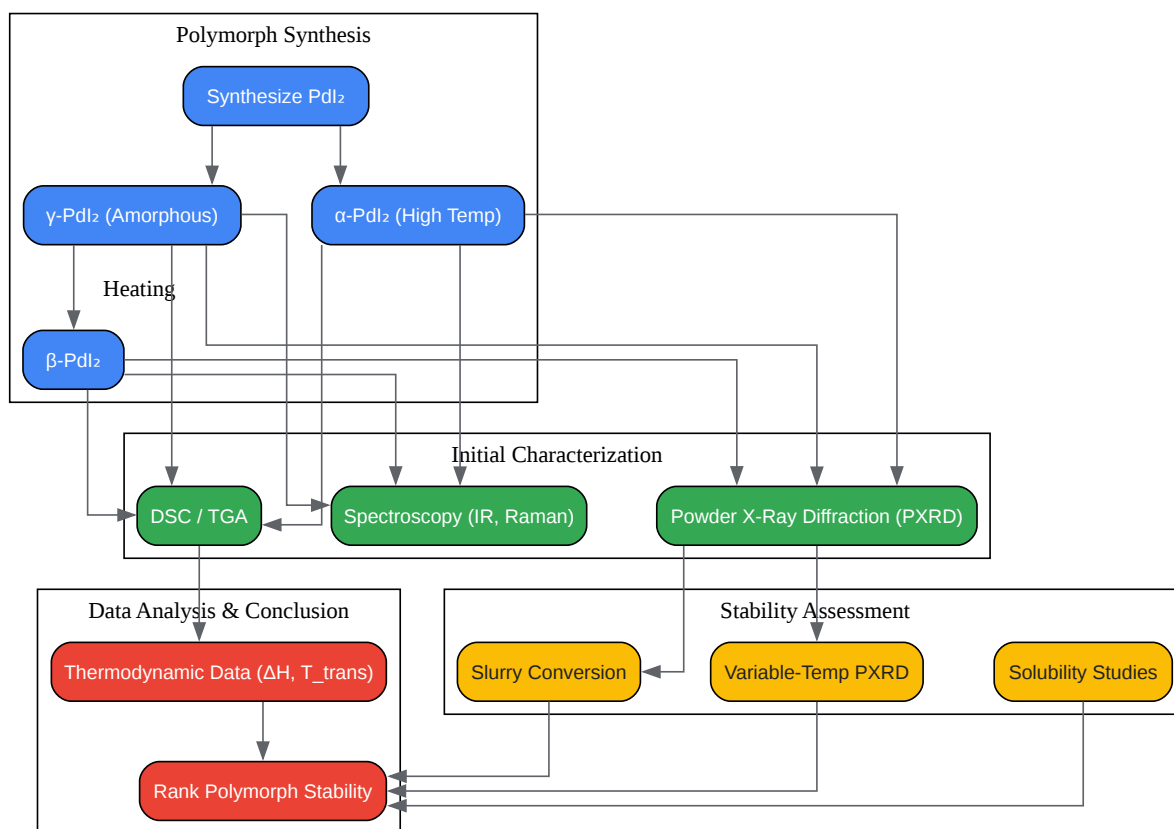 Polymorph Synthesis
Synthesize PdI₂
γ-PdI₂ (Amorphous)
α-PdI₂ (High Temp)
Heating
β-PdI₂
Initial Characterization
DSC / TGA
Spectroscopy (IR, Raman)
Powder X-Ray Diffraction (PXRD)
Data Analysis & Conclusion
Stability Assessment
Thermodynamic Data (ΔH, T_trans)
Slurry Conversion
Variable-Temp PXRD
Solubility Studies
Rank Polymorph Stability